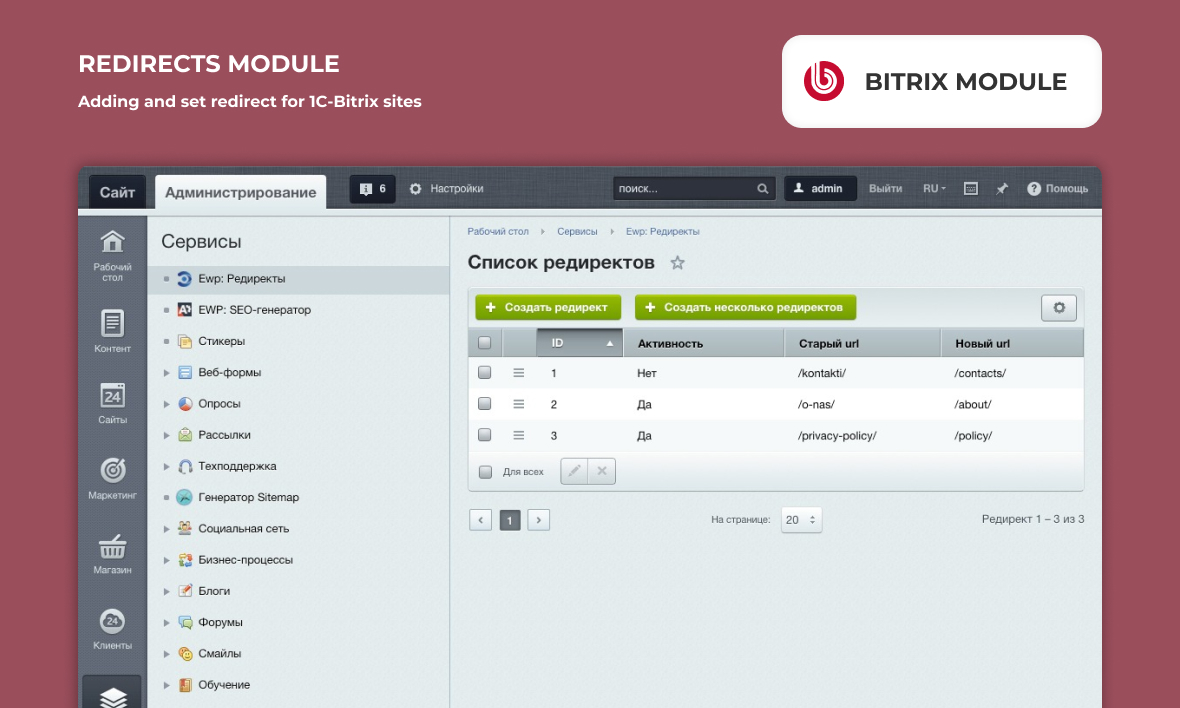 REDIRECTS MODULE
Adding and set redirect for 1C-Bitrix sites
BITRIX MODULE
Сайт
Администрирование
6
Настройки
поиск...
admin
Выйти
RU
Помощь
Рабочий
стол
Контент
24
Сайты
Маркетинг
Магазин
24
Клиенты
Сервисы
Ewp: Редиректы
EWP: SEO-генератор
Стикеры
Веб-формы
Опросы
Рассылки
Техподдержка
Генератор Sitemap
Социальная сеть
Бизнес-процессы
Блоги
Форумы
Смайлы
Обучение
Рабочий стол Сервисы Ewp: Редиректы
Список редиректов
+ Создать редирект
+ Создать несколько редиректов
ID Активность Старый url Новый url
1 Нет /kontakti/ /contacts/
2 Да /o-nas/ /about/
3 Да /privacy-policy/ /policy/
Для всех
1
На странице: 20
Редирект 1 – 3 из 3